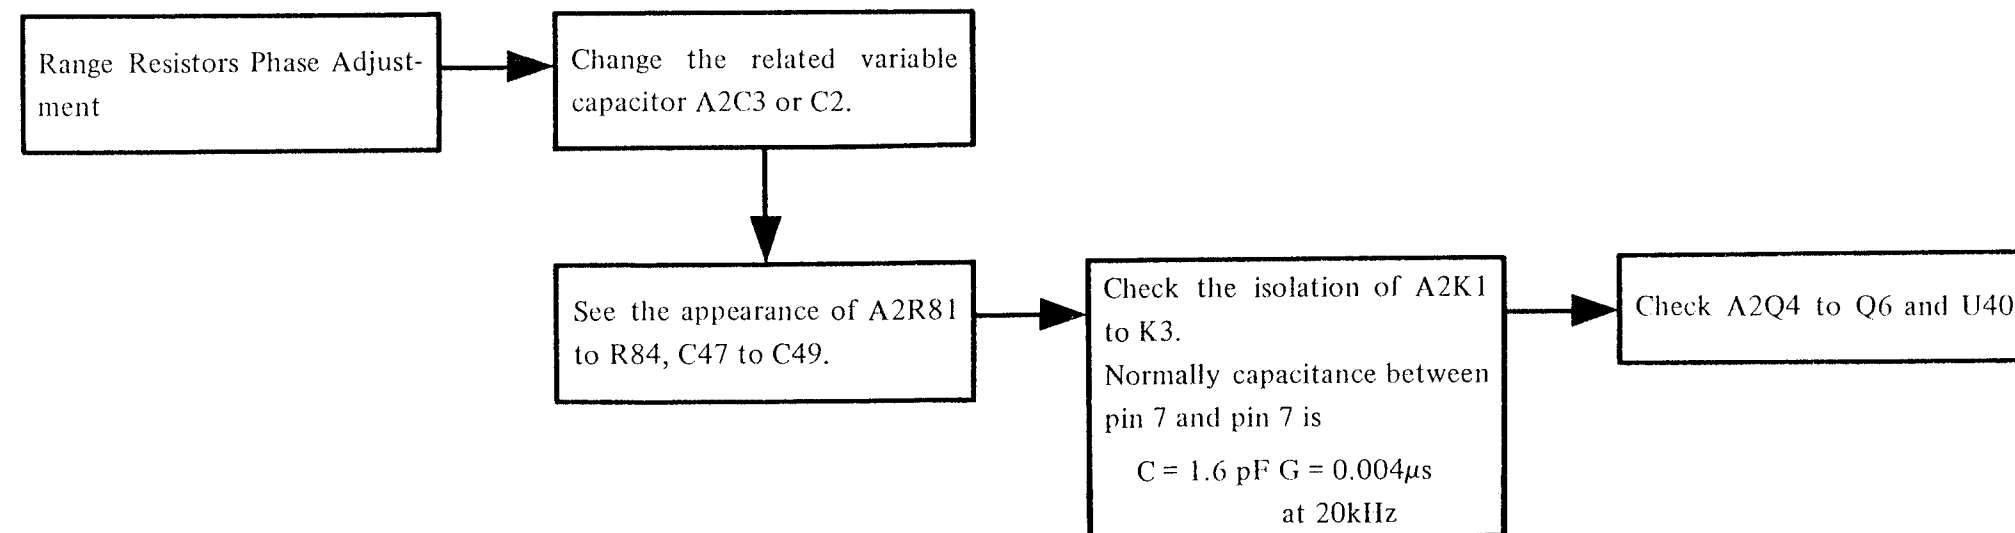 Range Resistors Phase Adjust-
ment
Change the related variable
capacitor A2C3 or C2.
See the appearance of A2R81
to R84, C47 to C49.
Check the isolation of A2K1
to K3.
Normally capacitance between
pin 7 and pin 7 is
C = 1.6 pF G = 0.004μs
at 20kHz
Check A2Q4 to Q6 and U40